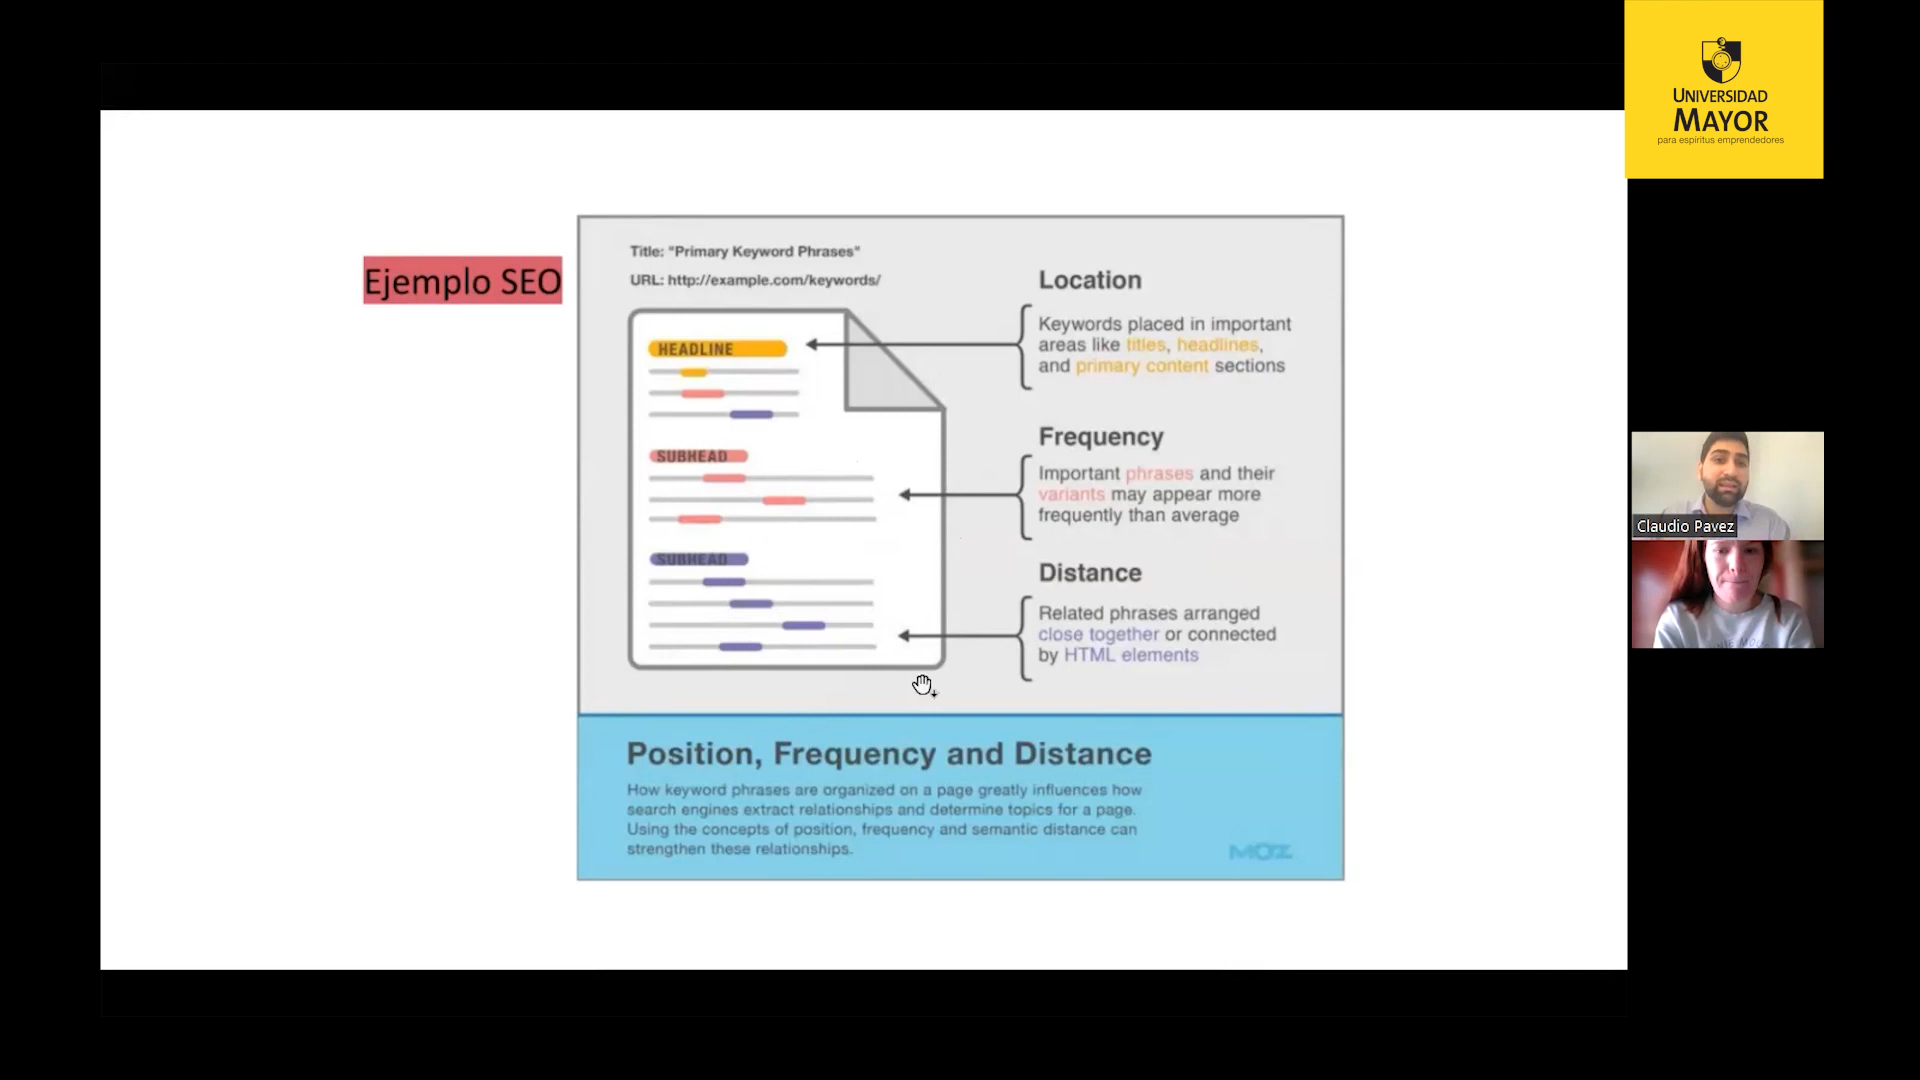 UNIVERSIDAD
MAYOR
para espíritus emprendedores
Ejemplo SEO
Title: "Primary Keyword Phrases"
URL: http://example.com/keywords/
HEADLINE
SUBHEAD
SUBHEAD
Location
Keywords placed in important
areas like titles, headlines,
and primary content sections
Frequency
Important phrases and their
variants may appear more
frequently than average
Distance
Related phrases arranged
close together or connected
by HTML elements
Position, Frequency and Distance
How keyword phrases are organized on a page greatly influences how
search engines extract relationships and determine topics for a page.
Using the concepts of position, frequency and semantic distance can
strengthen these relationships.
MOZ
Claudio Pavez